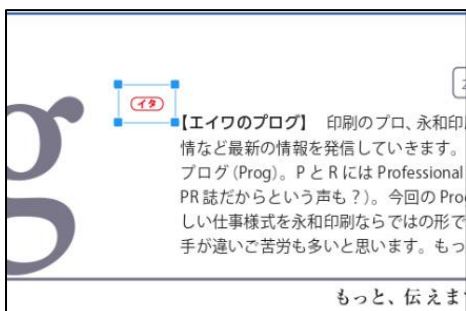 g
イタ
【エイワのプログ】 印刷のプロ、永和印
情など最新の情報を発信していきます。
プログ(Prog)。PとRには Professional
PR誌だからという声も？)。今回の Pro
しい仕事様式を永和印刷ならではの形で
手が違いご苦労も多いと思います。もっ
もっと、伝えま